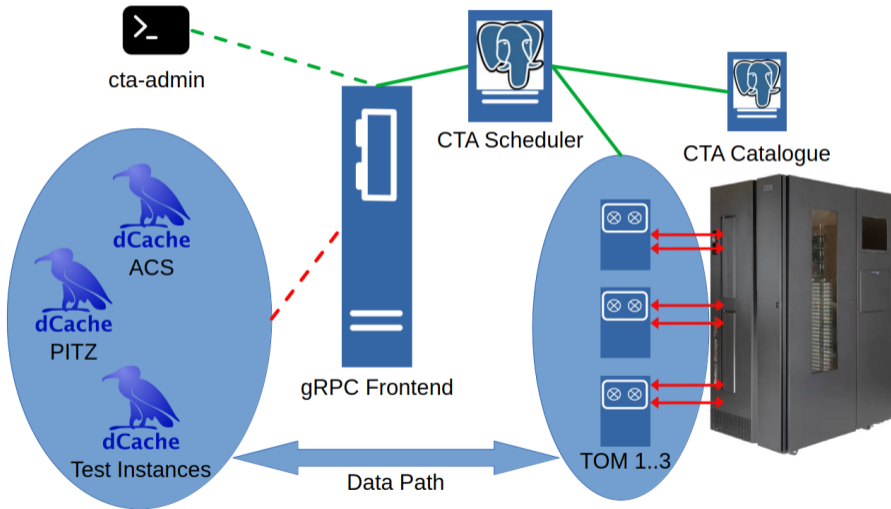 cta-admin
CTA Scheduler
CTA Catalogue
dCache
ACS
dCache
PITZ
dCache
Test Instances
gRPC Frontend
Data Path
TOM 1..3
IBM